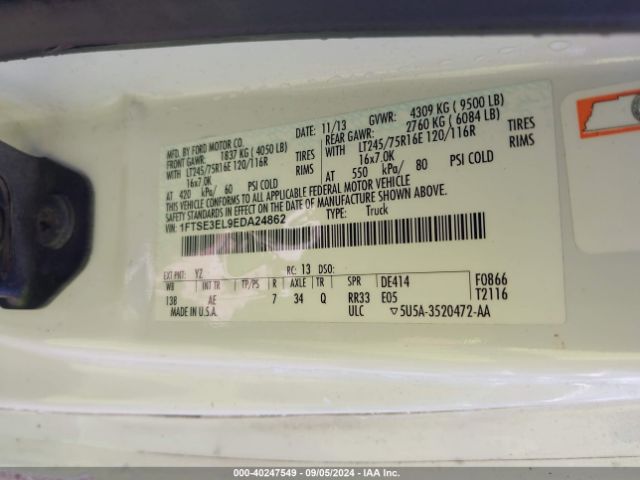 MFD. BY FORD MOTOR CO.
DATE: 11/13 GVWR: 4309 KG ( 9500 LB)
FRONT GAWR: 1837 KG ( 4050 LB)
REAR GAWR: 2760 KG ( 6084 LB)
WITH LT245/75R16E 120/116R TIRES
WITH LT245/75R16E 120/116R TIRES
16x7.0K RIMS
16x7.0K RIMS
AT 420 kPa/ 60 PSI COLD
AT 550 kPa/ 80 PSI COLD
THIS VEHICLE CONFORMS TO ALL APPLICABLE FEDERAL MOTOR VEHICLE
SAFETY STANDARDS IN EFFECT ON THE DATE OF MANUFACTURE SHOWN ABOVE.
VIN: 1FTSE3EL9EDA24862 TYPE: Truck
EXT PNT: YZ RC: 13 DSO:
WB INT TR TP/PS R AXLE TR SPR DE414 F0866
138 AE 7 34 Q RR33 E05 T2116
MADE IN U.S.A. ULC ▽5U5A-3520472-AA
000-40247549 - 09/05/2024 - IAA Inc.